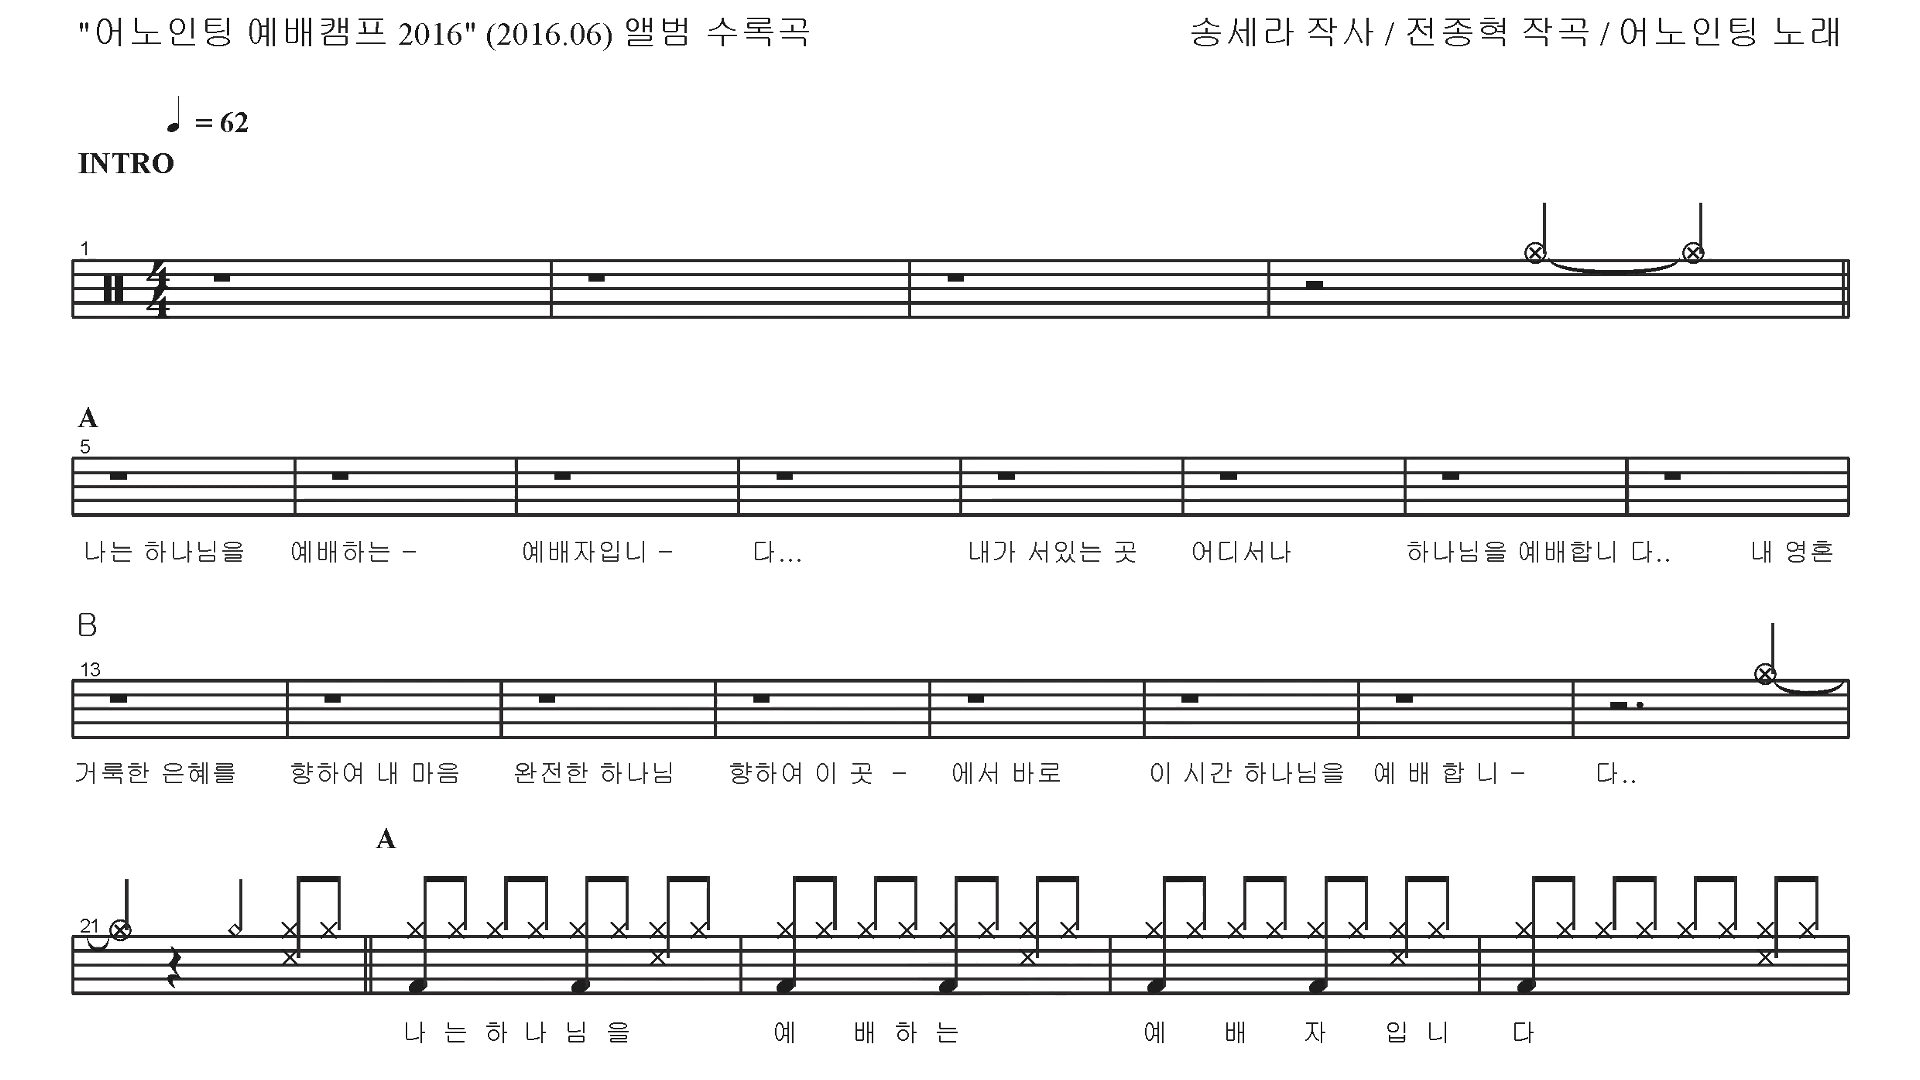 "어노인팅 예배캠프 2016" (2016.06) 앨범 수록곡
송세라 작사 / 전종혁 작곡 / 어노인팅 노래
= 62
INTRO
1
4
4
A
5
나는 하나님을 예배하는 – 예배자입니 – 다... 내가 서있는 곳 어디서나 하나님을 예배합니 다.. 내 영혼
B
13
거룩한 은혜를 향하여 내 마음 완전한 하나님 향하여 이 곳 – 에서 바로 이 시간 하나님을 예 배 합 니 – 다..
A
21
나 는 하 나 님 을 예 배 하 는 예 배 자 입 니 다